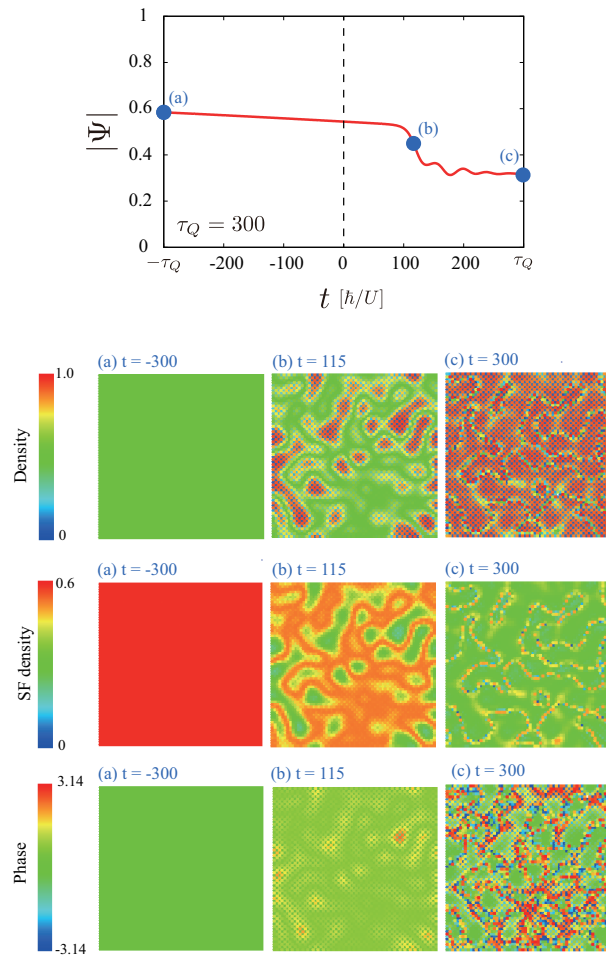 1
0.8
(a)
0.6
(b)
|Ψ|
(c)
0.4
0.2
τ_Q = 300
0
−τ_Q -200 -100 0 100 200 τ_Q
t [ℏ/U]
(a) t = -300 (b) t = 115 (c) t = 300
1.0
Density
0
(a) t = -300 (b) t = 115 (c) t = 300
0.6
SF density
0
(a) t = -300 (b) t = 115 (c) t = 300
3.14
Phase
-3.14